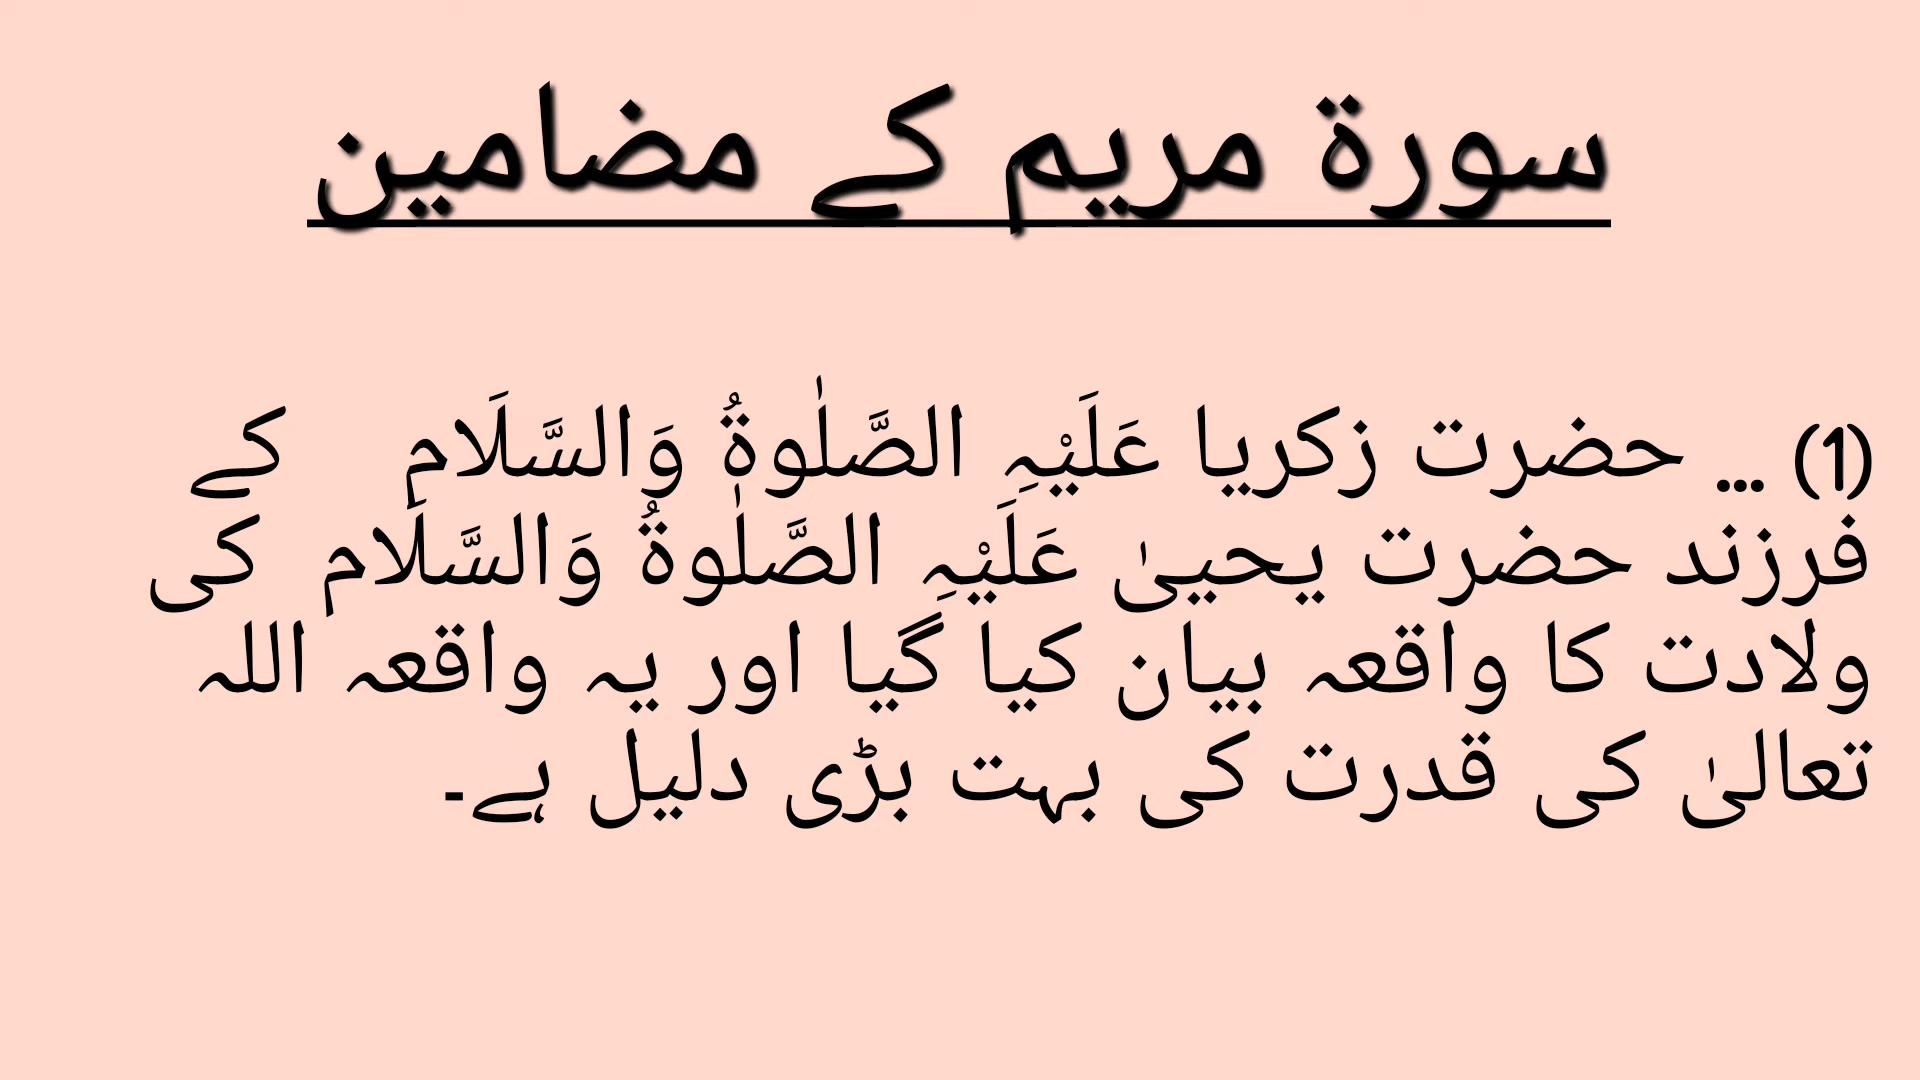 سورۃ مریم کے مضامین
(1) ... حضرت زکریا عَلَیْہِ الصَّلٰوۃُ وَالسَّلَام کے
فرزند حضرت یحییٰ عَلَیْہِ الصَّلٰوۃُ وَالسَّلَام کی
ولادت کا واقعہ بیان کیا گیا اور یہ واقعہ اللہ
تعالیٰ کی قدرت کی بہت بڑی دلیل ہے۔